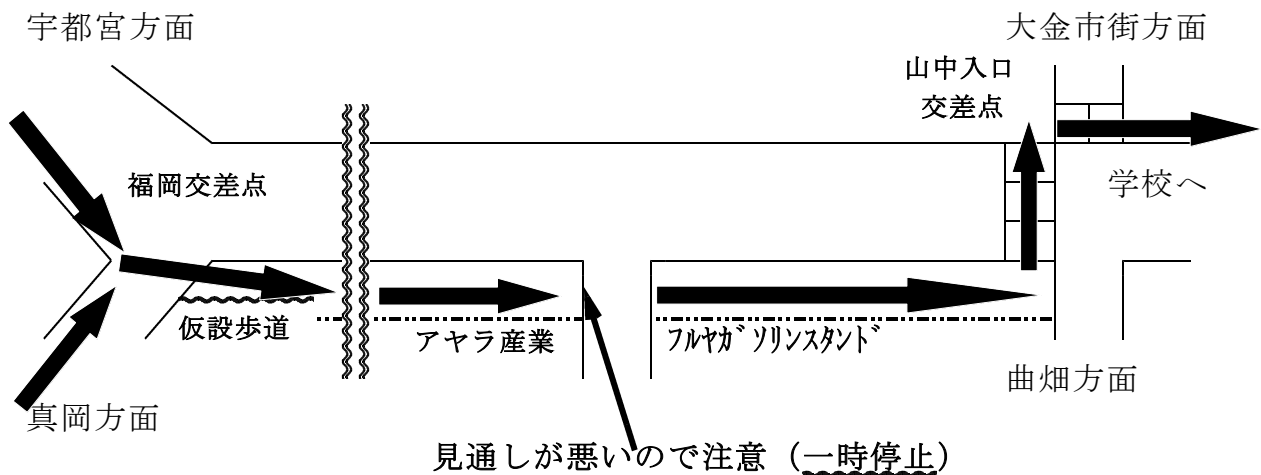 宇都宮方面
大金市街方面
山中入口
交差点
福岡交差点
学校へ
仮設歩道
アヤラ産業
フルヤガソリンスタンド
曲畑方面
真岡方面
見通しが悪いので注意（一時停止）